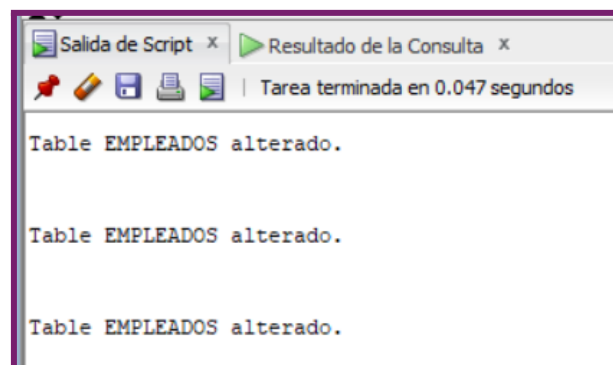 Salida de Script x Resultado de la Consulta x
Tarea terminada en 0.047 segundos
Table EMPLEADOS alterado.
Table EMPLEADOS alterado.
Table EMPLEADOS alterado.